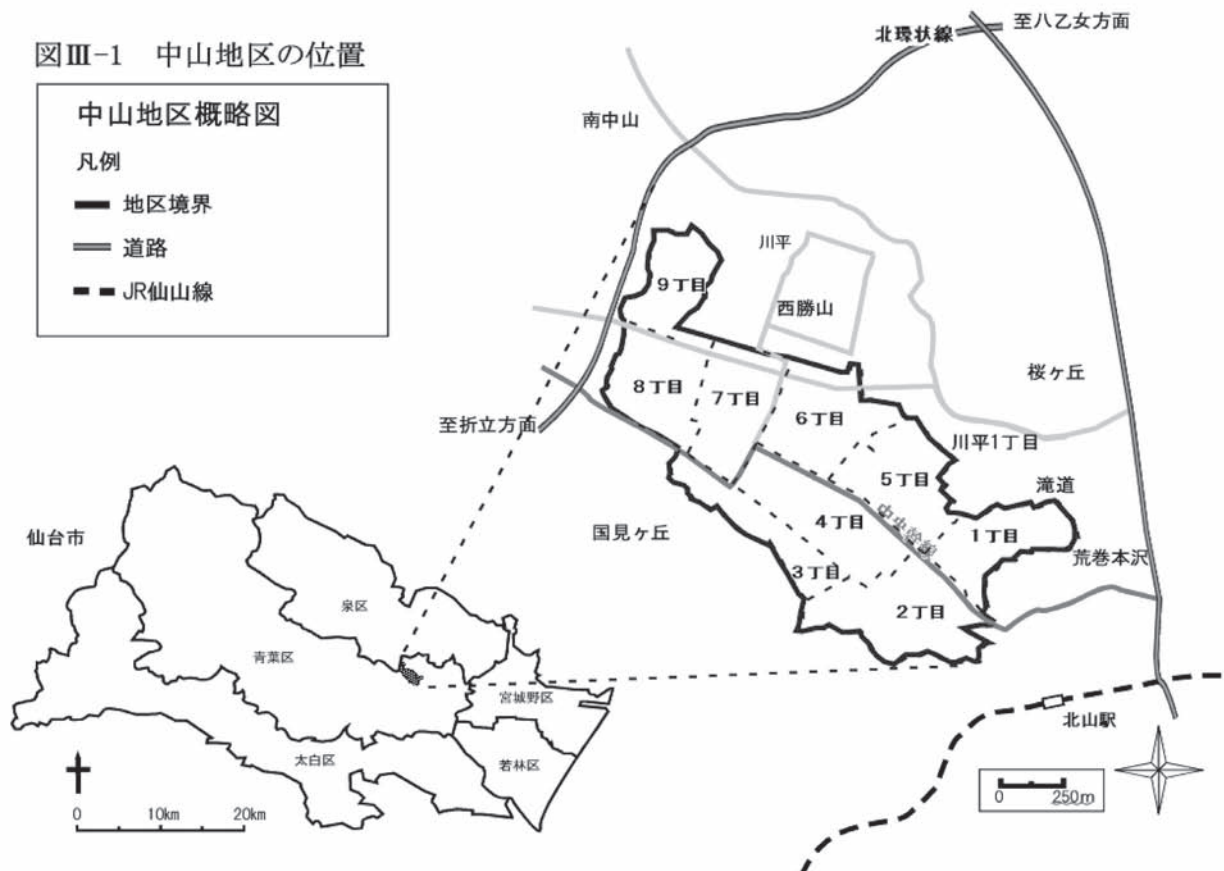 図Ⅲ-1 中山地区の位置
中山地区概略図
凡例
地区境界
道路
JR仙山線
北環状線
至八乙女方面
南中山
川平
9丁目
西勝山
桜ヶ丘
8丁目
7丁目
6丁目
至折立方面
川平1丁目
5丁目
滝道
国見ヶ丘
4丁目
中央幹線
1丁目
荒巻本沢
3丁目
2丁目
北山駅
0 250m
仙台市
泉区
青葉区
宮城野区
太白区
若林区
0 10km 20km